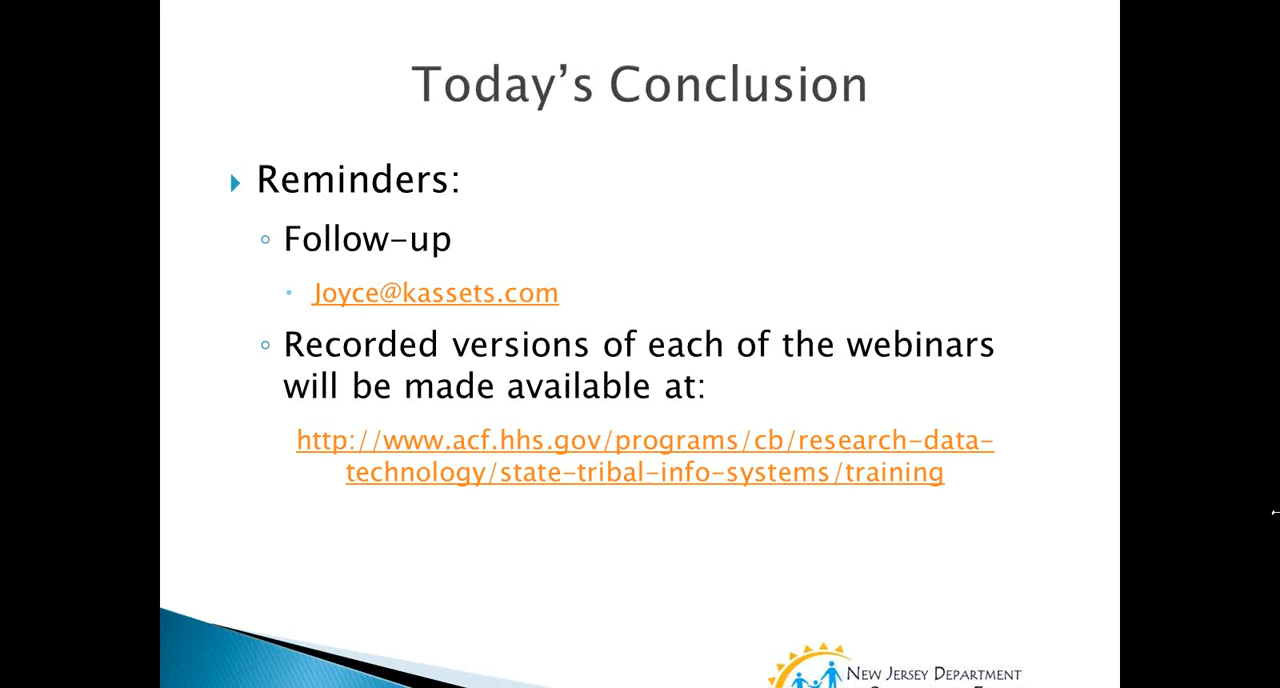 Today’s Conclusion
Reminders:
Follow-up
Joyce@kassets.com
Recorded versions of each of the webinars
will be made available at:
http://www.acf.hhs.gov/programs/cb/research-data-
technology/state-tribal-info-systems/training
NEW JERSEY DEPARTMENT